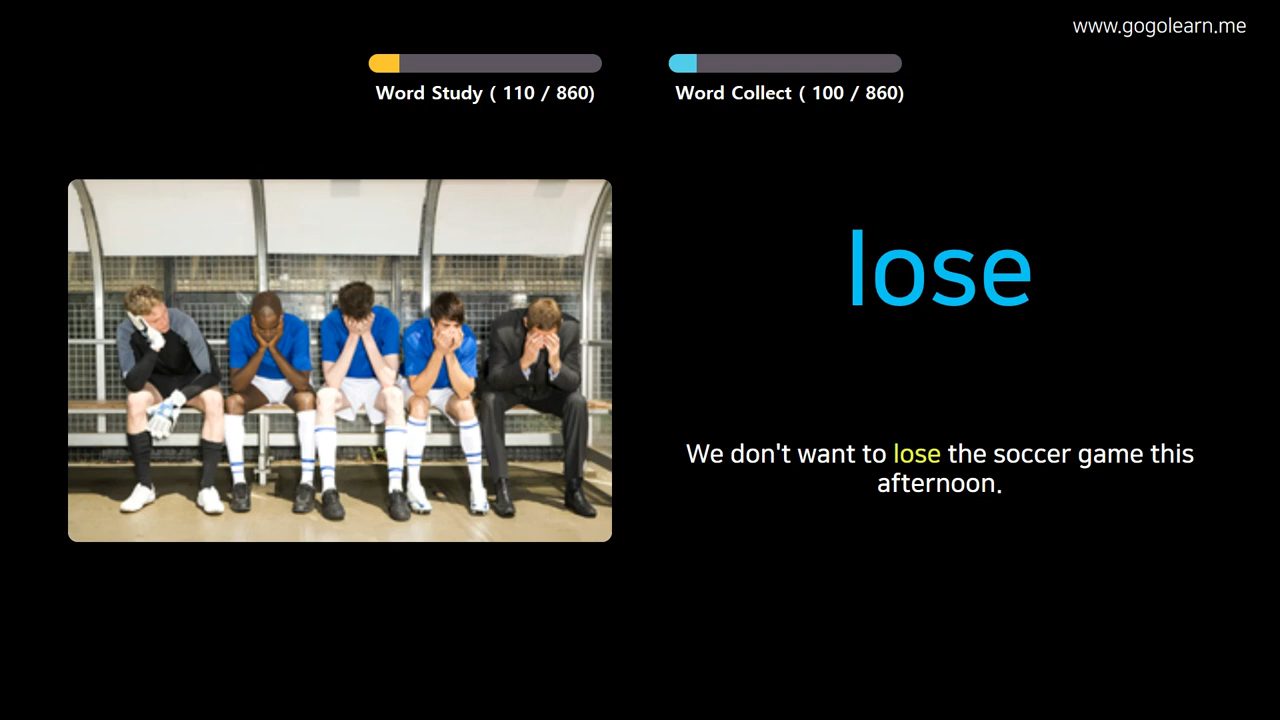 www.gogolearn.me
Word Study ( 110 / 860)
Word Collect ( 100 / 860)
lose
We don't want to lose the soccer game this
afternoon.